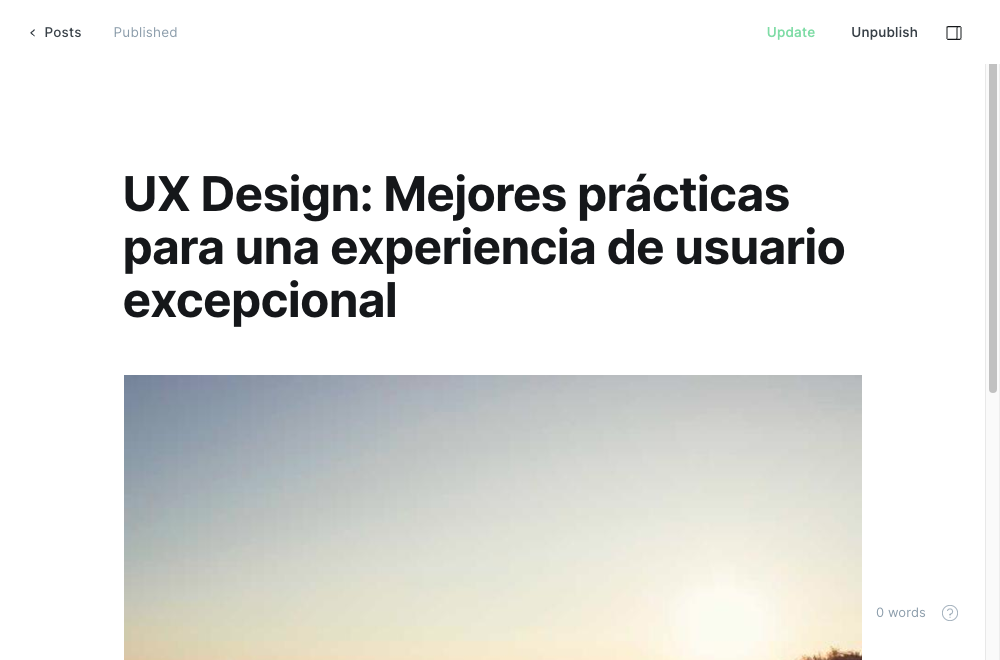 Posts Published Update Unpublish
UX Design: Mejores prácticas
para una experiencia de usuario
excepcional
0 words